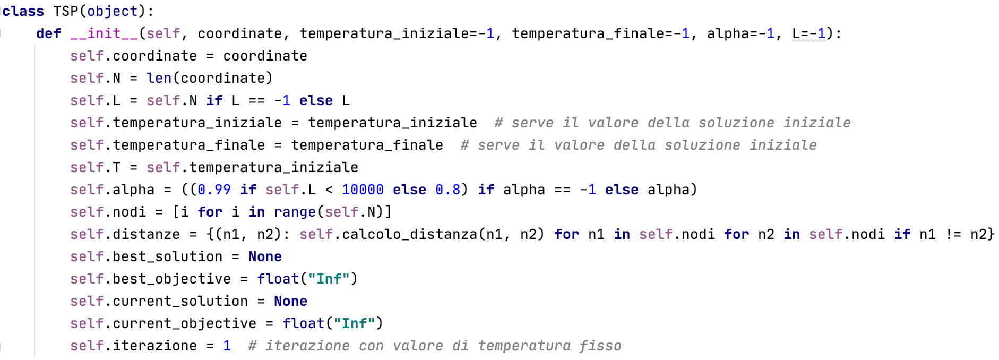 class TSP(object):
    def __init__(self, coordinate, temperatura_iniziale=-1, temperatura_finale=-1, alpha=-1, L=-1):
        self.coordinate = coordinate
        self.N = len(coordinate)
        self.L = self.N if L == -1 else L
        self.temperatura_iniziale = temperatura_iniziale  # serve il valore della soluzione iniziale
        self.temperatura_finale = temperatura_finale  # serve il valore della soluzione iniziale
        self.T = self.temperatura_iniziale
        self.alpha = ((0.99 if self.L < 10000 else 0.8) if alpha == -1 else alpha)
        self.nodi = [i for i in range(self.N)]
        self.distanze = {(n1, n2): self.calcolo_distanza(n1, n2) for n1 in self.nodi for n2 in self.nodi if n1 != n2}
        self.best_solution = None
        self.best_objective = float("Inf")
        self.current_solution = None
        self.current_objective = float("Inf")
        self.iterazione = 1  # iterazione con valore di temperatura fisso